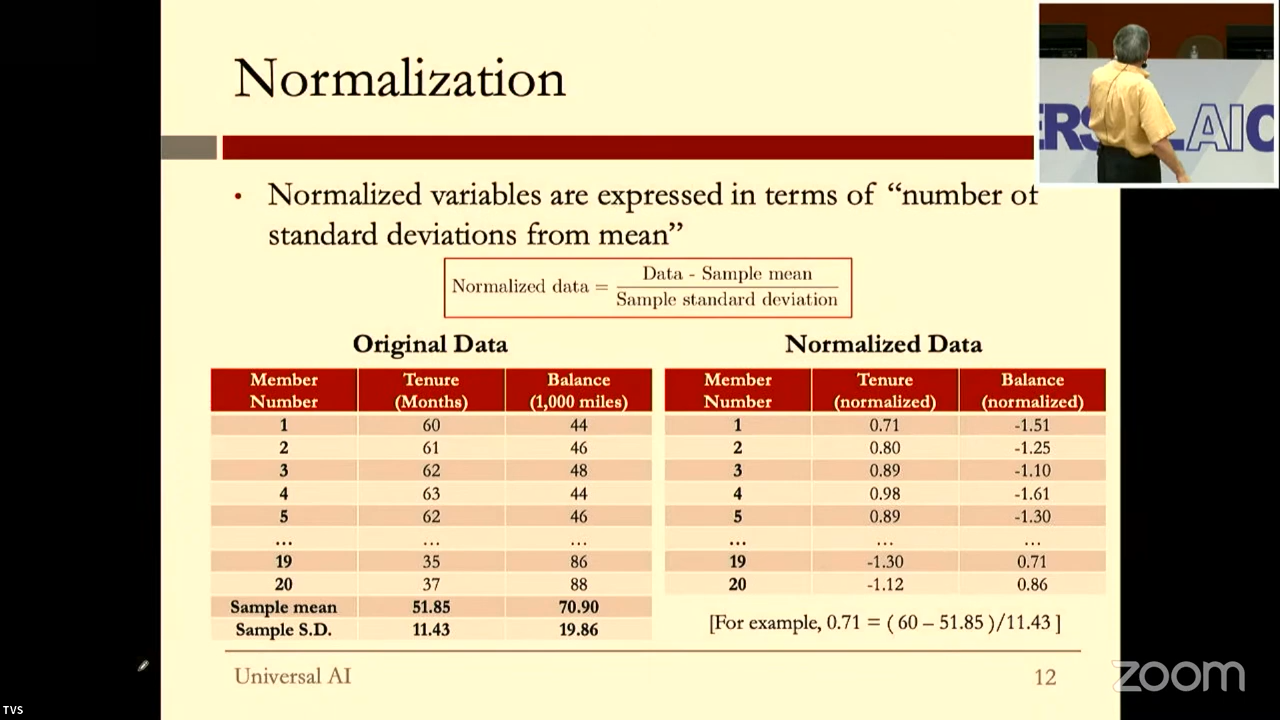 Normalization
• Normalized variables are expressed in terms of “number of
standard deviations from mean”
Normalized data = Data - Sample mean / Sample standard deviation
Original Data
Member Number | Tenure (Months) | Balance (1,000 miles)
1 | 60 | 44
2 | 61 | 46
3 | 62 | 48
4 | 63 | 44
5 | 62 | 46
... | ... | ...
19 | 35 | 86
20 | 37 | 88
Sample mean | 51.85 | 70.90
Sample S.D. | 11.43 | 19.86
Normalized Data
Member Number | Tenure (normalized) | Balance (normalized)
1 | 0.71 | -1.51
2 | 0.80 | -1.25
3 | 0.89 | -1.10
4 | 0.98 | -1.61
5 | 0.89 | -1.30
... | ... | ...
19 | -1.30 | 0.71
20 | -1.12 | 0.86
[For example, 0.71 = ( 60 – 51.85 )/11.43 ]
Universal AI
12
ERS
AI
zoom
TVS